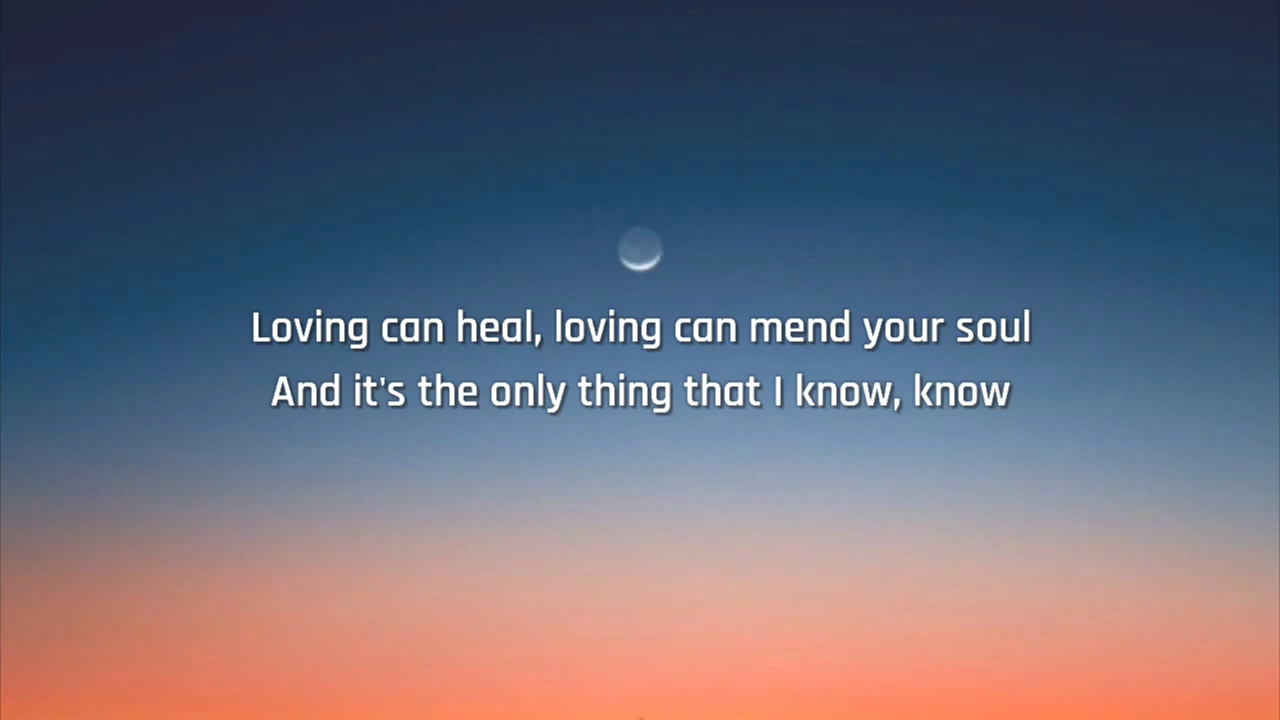 Loving can heal, loving can mend your soul
And it's the only thing that I know, know